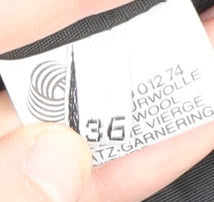 012 74
URWOLLE
WOOL
E VIERGE
ATZ-GARNERING
36